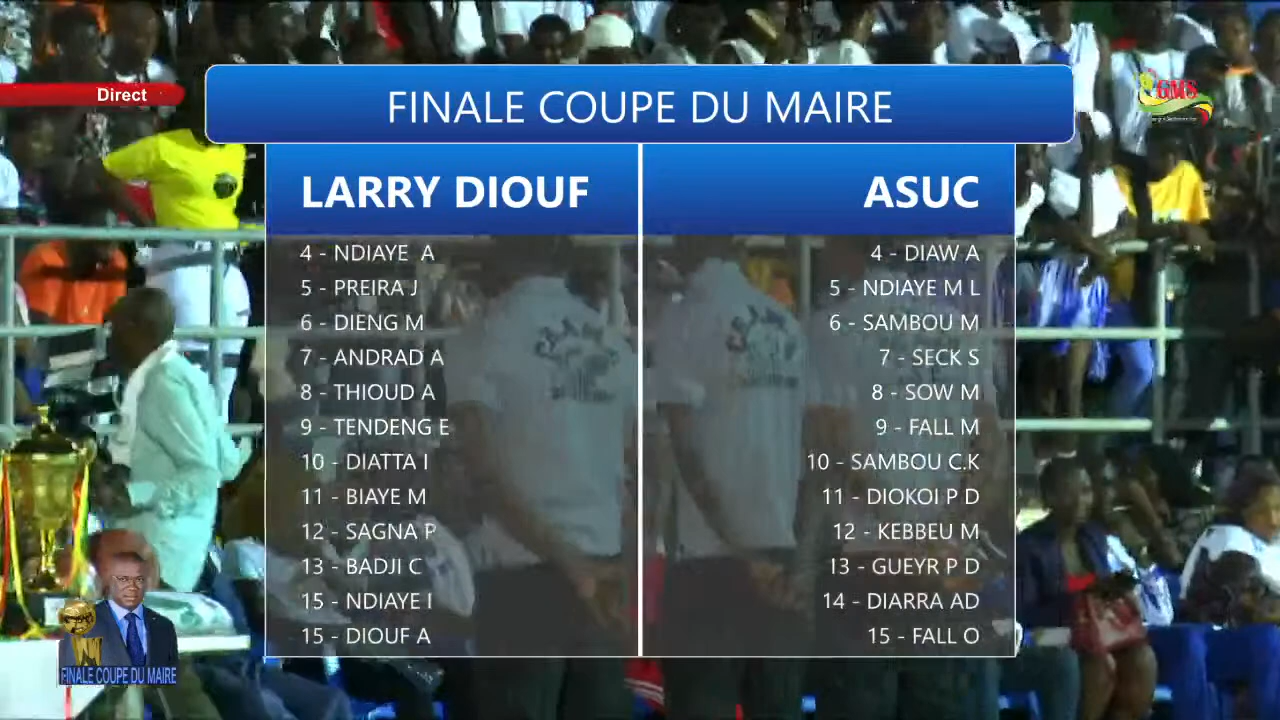 Direct
FINALE COUPE DU MAIRE
GMS
LARRY DIOUF
ASUC
4 - NDIAYE  A
5 - PREIRA J
6 - DIENG M
7 - ANDRAD A
8 - THIOUD A
9 - TENDENG E
10 - DIATTA I
11 - BIAYE M
12 - SAGNA P
13 - BADJI C
15 - NDIAYE I
15 - DIOUF A
4 - DIAW A
5 - NDIAYE M L
6 - SAMBOU M
7 - SECK S
8 - SOW M
9 - FALL M
10 - SAMBOU C.K
11 - DIOKOI P D
12 - KEBBEU M
13 - GUEYR P D
14 - DIARRA AD
15 - FALL O
FINALE COUPE DU MAIRE